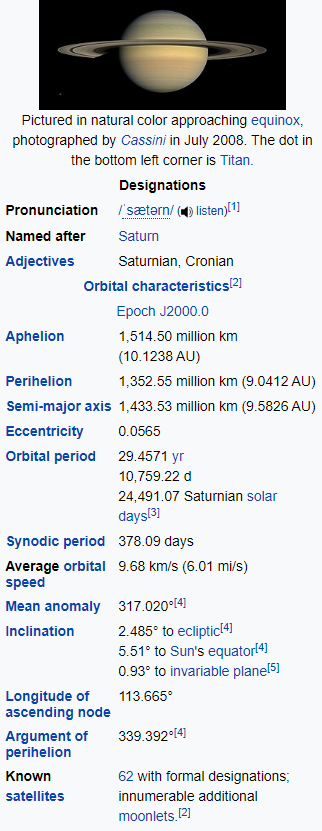 Pictured in natural color approaching equinox,
photographed by Cassini in July 2008. The dot in
the bottom left corner is Titan.
Designations
Pronunciation /ˈsætərn/ (listen)[1]
Named after Saturn
Adjectives Saturnian, Cronian
Orbital characteristics[2]
Epoch J2000.0
Aphelion 1,514.50 million km
(10.1238 AU)
Perihelion 1,352.55 million km (9.0412 AU)
Semi-major axis 1,433.53 million km (9.5826 AU)
Eccentricity 0.0565
Orbital period 29.4571 yr
10,759.22 d
24,491.07 Saturnian solar
days[3]
Synodic period 378.09 days
Average orbital
speed 9.68 km/s (6.01 mi/s)
Mean anomaly 317.020°[4]
Inclination 2.485° to ecliptic[4]
5.51° to Sun's equator[4]
0.93° to invariable plane[5]
Longitude of
ascending node 113.665°
Argument of
perihelion 339.392°[4]
Known
satellites 62 with formal designations;
innumerable additional
moonlets.[2]